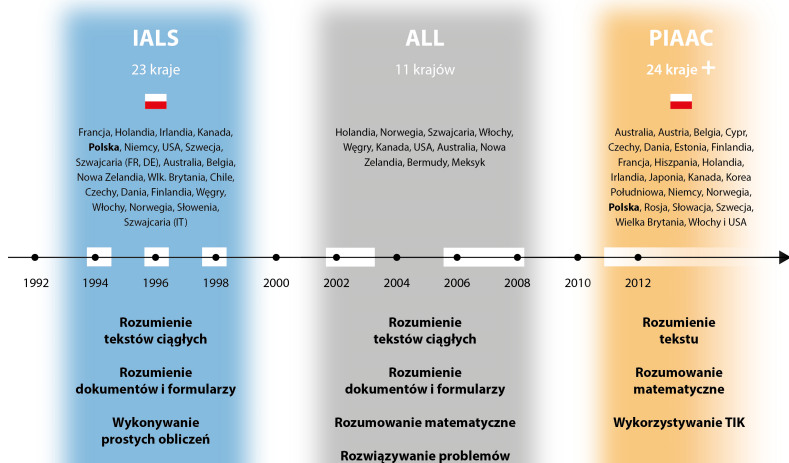 IALS
23 kraje
Francja, Holandia, Irlandia, Kanada,
Polska, Niemcy, USA, Szwecja,
Szwajcaria (FR, DE), Australia, Belgia,
Nowa Zelandia, Wlk. Brytania, Chile,
Czechy, Dania, Finlandia, Węgry,
Włochy, Norwegia, Słowenia,
Szwajcaria (IT)
ALL
11 krajów
Holandia, Norwegia, Szwajcaria, Włochy,
Węgry, Kanada, USA, Australia, Nowa
Zelandia, Bermudy, Meksyk
PIAAC
24 kraje +
Australia, Austria, Belgia, Cypr,
Czechy, Dania, Estonia, Finlandia,
Francja, Hiszpania, Holandia,
Irlandia, Japonia, Kanada, Korea
Południowa, Niemcy, Norwegia,
Polska, Rosja, Słowacja, Szwecja,
Wielka Brytania, Włochy i USA
1992 1994 1996 1998 2000 2002 2004 2006 2008 2010 2012
Rozumienie
tekstów ciągłych
Rozumienie
dokumentów i formularzy
Wykonywanie
prostych obliczeń
Rozumienie
tekstów ciągłych
Rozumienie
dokumentów i formularzy
Rozumowanie matematyczne
Rozwiązywanie problemów
Rozumienie
tekstu
Rozumowanie
matematyczne
Wykorzystywanie TIK